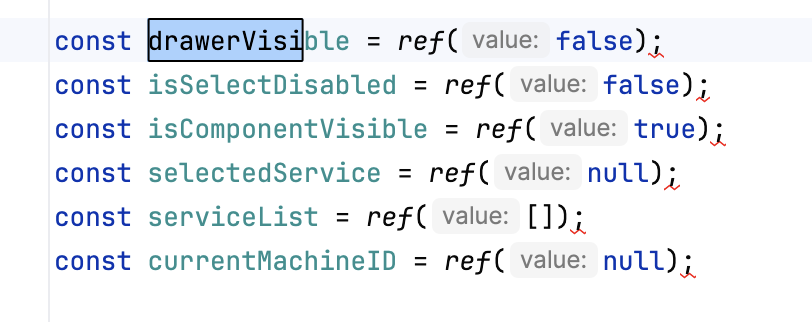 const drawerVisible = ref( value: false);
const isSelectDisabled = ref( value: false);
const isComponentVisible = ref( value: true);
const selectedService = ref( value: null);
const serviceList = ref( value: []);
const currentMachineID = ref( value: null);